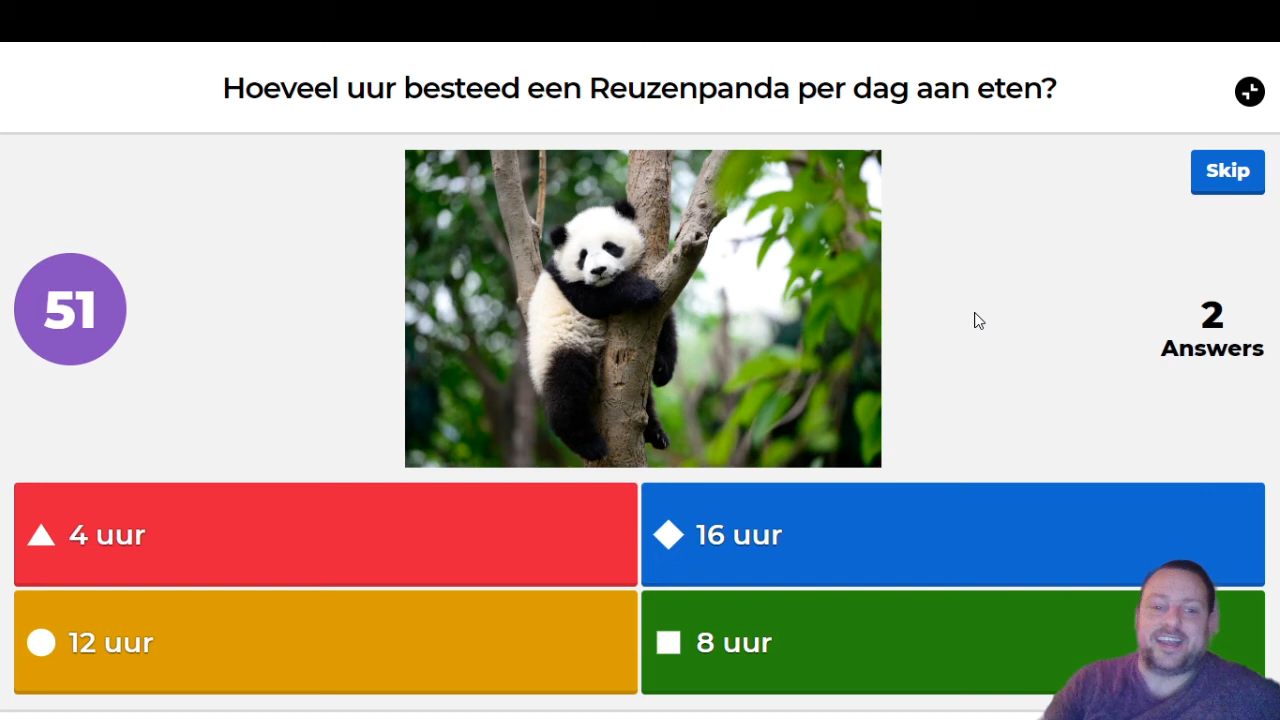 Hoeveel uur besteed een Reuzenpanda per dag aan eten?
Skip
51
2
Answers
4 uur
16 uur
12 uur
8 uur